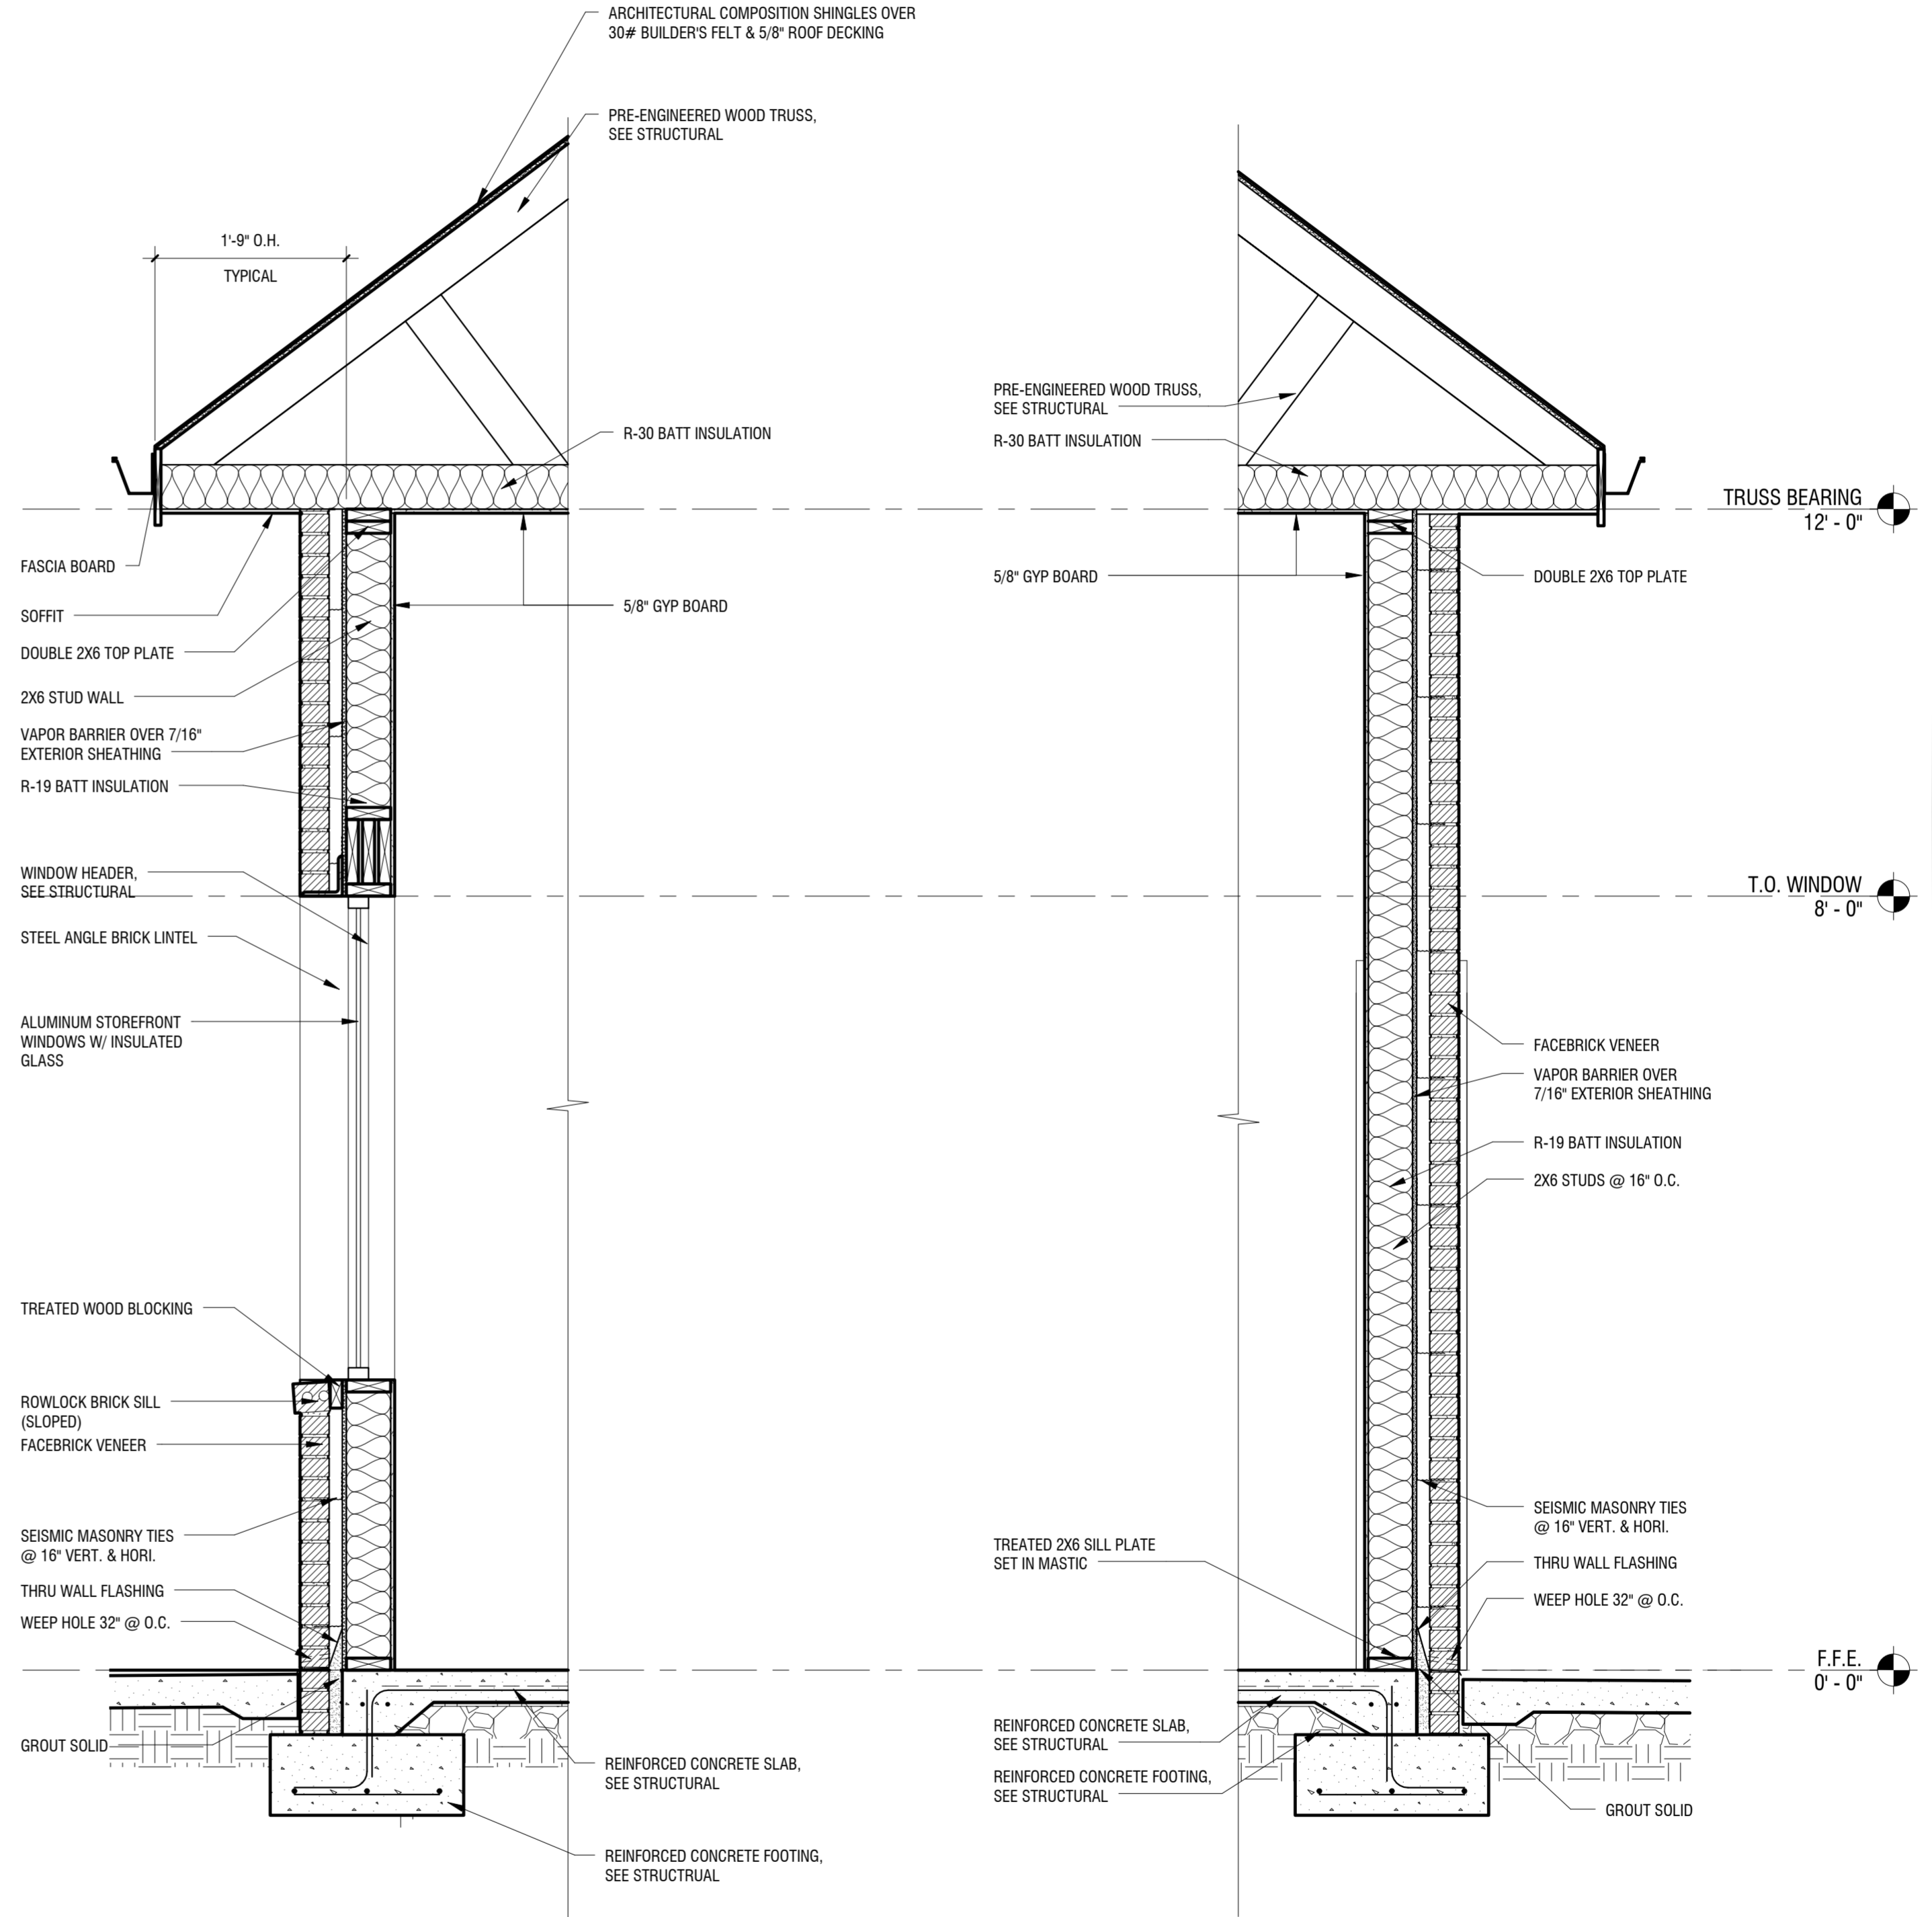 ARCHITECTURAL COMPOSITION SHINGLES OVER
30# BUILDER'S FELT & 5/8" ROOF DECKING
PRE-ENGINEERED WOOD TRUSS,
SEE STRUCTURAL
1'-9" O.H.
TYPICAL
R-30 BATT INSULATION
FASCIA BOARD
SOFFIT
5/8" GYP BOARD
DOUBLE 2X6 TOP PLATE
2X6 STUD WALL
VAPOR BARRIER OVER 7/16"
EXTERIOR SHEATHING
R-19 BATT INSULATION
WINDOW HEADER,
SEE STRUCTURAL
STEEL ANGLE BRICK LINTEL
ALUMINUM STOREFRONT
WINDOWS W/ INSULATED
GLASS
TREATED WOOD BLOCKING
ROWLOCK BRICK SILL
(SLOPED)
FACEBRICK VENEER
SEISMIC MASONRY TIES
@ 16" VERT. & HORI.
THRU WALL FLASHING
WEEP HOLE 32" @ O.C.
GROUT SOLID
REINFORCED CONCRETE SLAB,
SEE STRUCTURAL
REINFORCED CONCRETE FOOTING,
SEE STRUCTRUAL
PRE-ENGINEERED WOOD TRUSS,
SEE STRUCTURAL
R-30 BATT INSULATION
TRUSS BEARING
12' - 0"
5/8" GYP BOARD
DOUBLE 2X6 TOP PLATE
T.O. WINDOW
8' - 0"
FACEBRICK VENEER
VAPOR BARRIER OVER
7/16" EXTERIOR SHEATHING
R-19 BATT INSULATION
2X6 STUDS @ 16" O.C.
SEISMIC MASONRY TIES
@ 16" VERT. & HORI.
TREATED 2X6 SILL PLATE
SET IN MASTIC
THRU WALL FLASHING
WEEP HOLE 32" @ O.C.
F.F.E.
0' - 0"
REINFORCED CONCRETE SLAB,
SEE STRUCTURAL
REINFORCED CONCRETE FOOTING,
SEE STRUCTURAL
GROUT SOLID